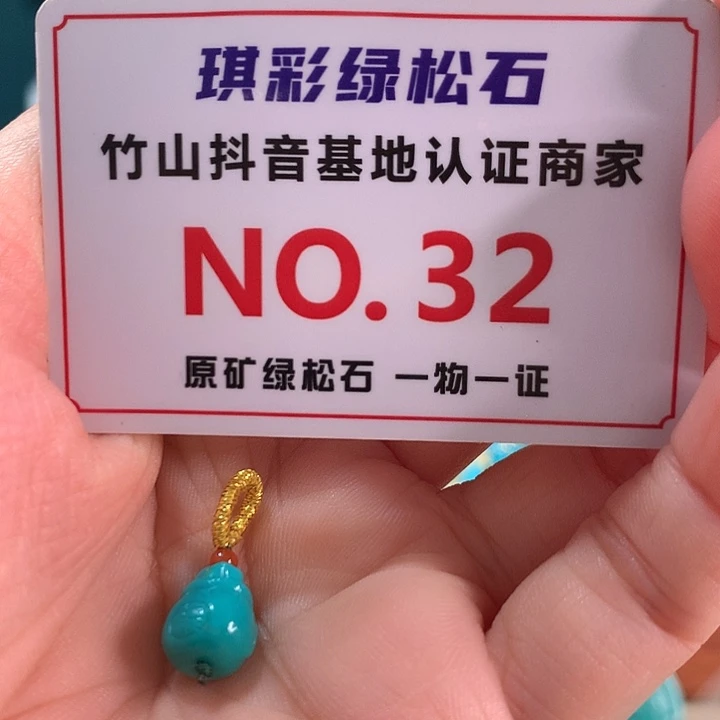 琪彩绿松石
竹山抖音基地认证商家
NO.32
原矿绿松石 一物一证